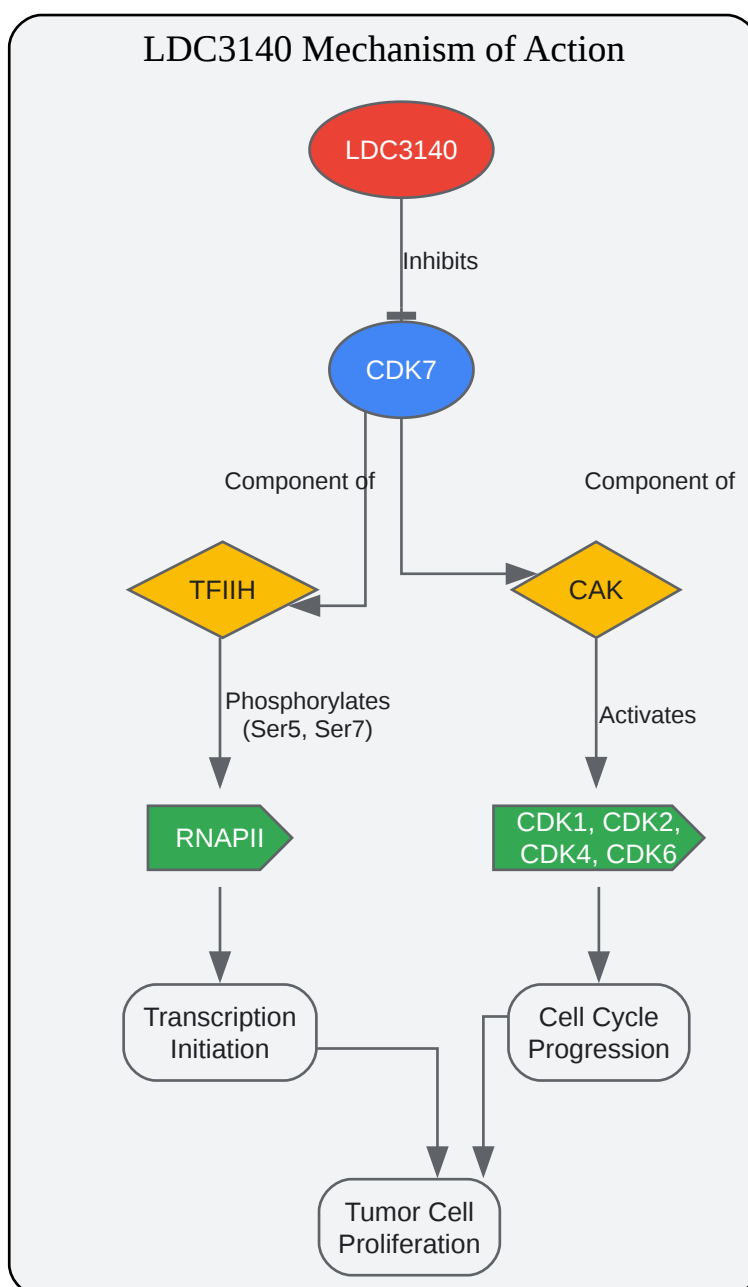 LDC3140 Mechanism of Action
LDC3140
Inhibits
CDK7
Component of
Component of
TFIIH
CAK
Phosphorylates
(Ser5, Ser7)
Activates
RNAPII
CDK1, CDK2,
CDK4, CDK6
Transcription
Initiation
Cell Cycle
Progression
Tumor Cell
Proliferation